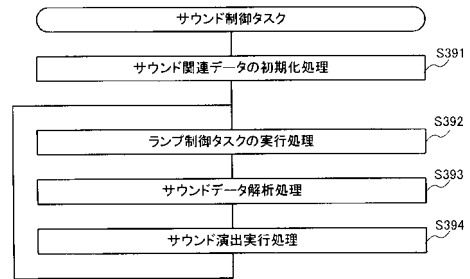 サウンド制御タスク
S391
サウンド関連データの初期化処理
S392
ランプ制御タスクの実行処理
S393
サウンドデータ解析処理
S394
サウンド演出実行処理